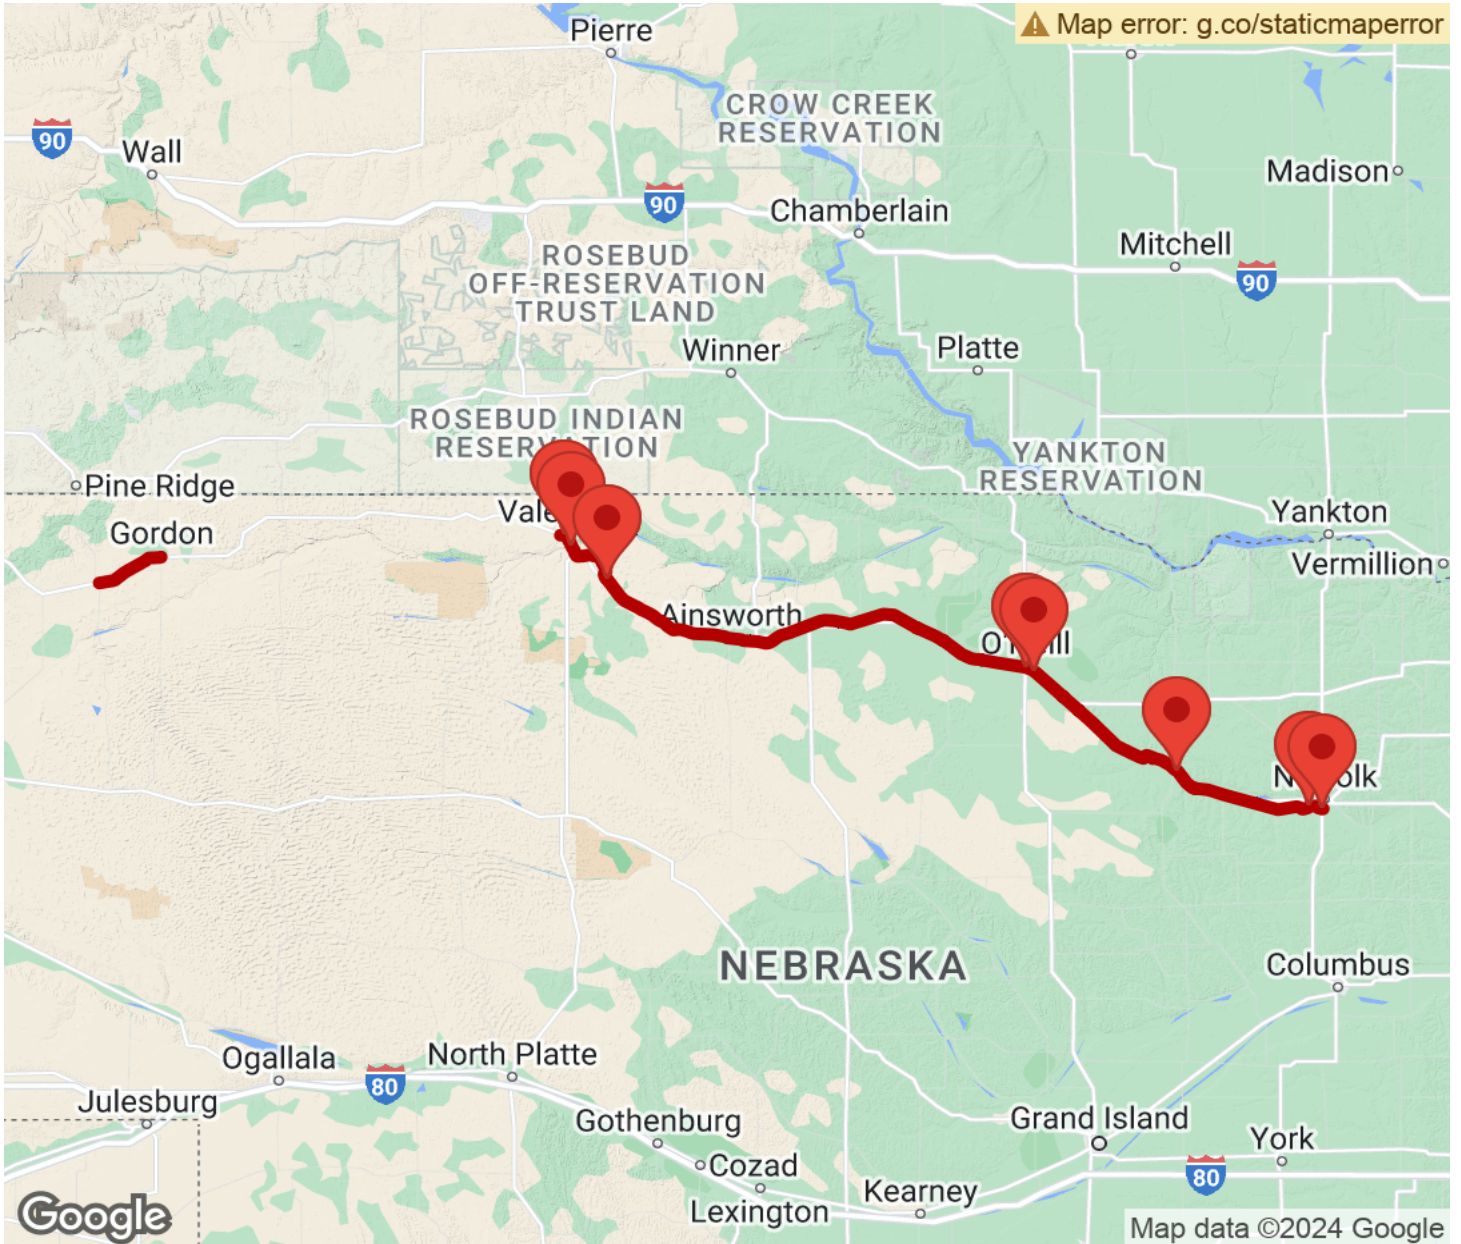 Map error: g.co/staticmaperror
Pierre
CROW CREEK
RESERVATION
90
Wall
Madison
90
Chamberlain
Mitchell
90
ROSEBUD
OFF-RESERVATION
TRUST LAND
Winner
Platte
ROSEBUD INDIAN
RESERVATION
YANKTON
RESERVATION
Pine Ridge
Gordon
Yankton
Vermillion
Ainsworth
NEBRASKA
Columbus
Ogallala
80
North Platte
Julesburg
Gothenburg
Grand Island
York
Cozad
80
Kearney
Lexington
Google
Map data ©2024 Google